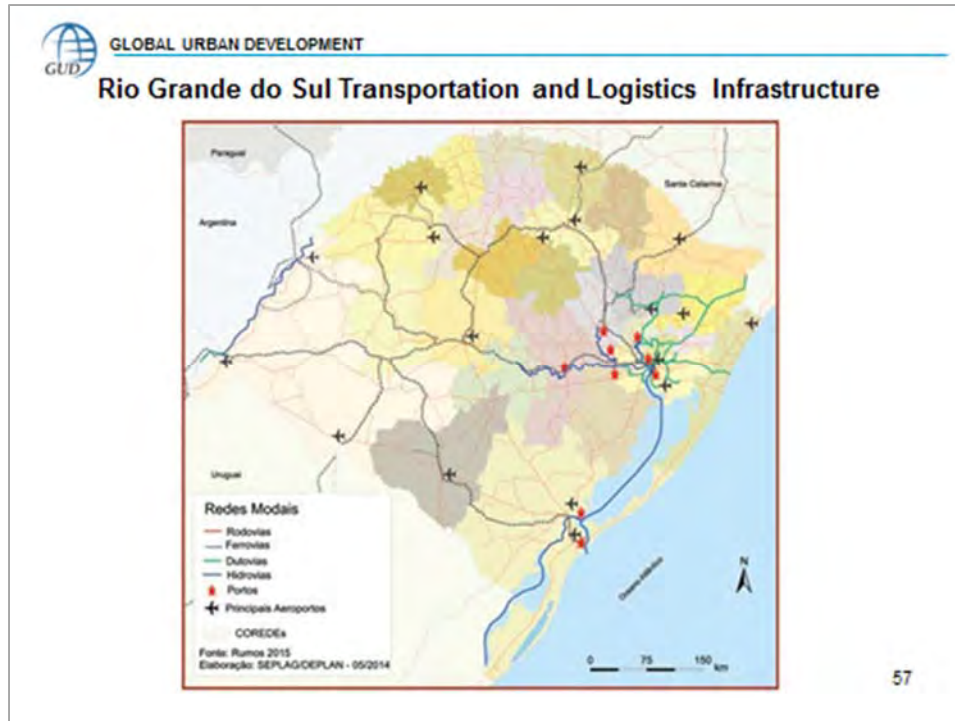 GUD
GLOBAL URBAN DEVELOPMENT
Rio Grande do Sul Transportation and Logistics Infrastructure
Paraguai
Santa Catarina
Argentina
Uruguai
Redes Modais
Rodovias
Ferrovias
Dutovias
Hidrovias
Portos
Principais Aeroportos
COREDEs
Fonte: Rumos 2015
Elaboração: SEPLAG/DEPLAN - 05/2014
Oceano Atlântico
N
0 75 150 km
57